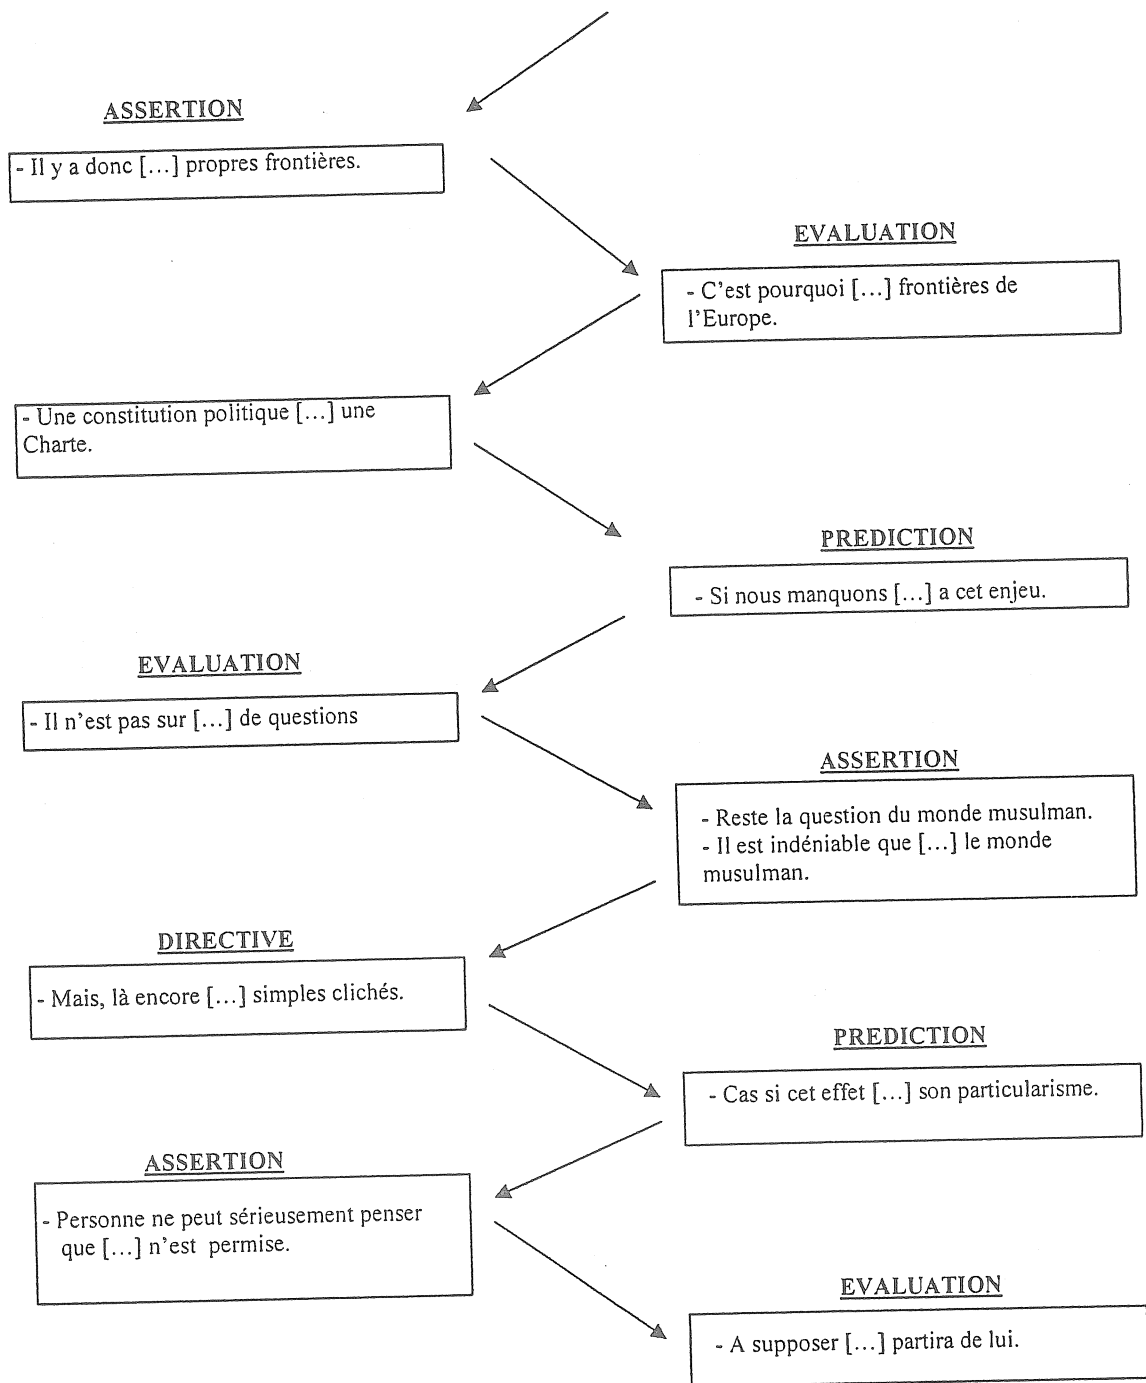 ASSERTION
- Il y a donc [...] propres frontières.
EVALUATION
- C'est pourquoi [...] frontières de
l'Europe.
- Une constitution politique [...] une
Charte.
PREDICTION
- Si nous manquons [...] a cet enjeu.
EVALUATION
- Il n'est pas sur [...] de questions
ASSERTION
- Reste la question du monde musulman.
- Il est indéniable que [...] le monde
musulman.
DIRECTIVE
- Mais, là encore [...] simples clichés.
PREDICTION
- Cas si cet effet [...] son particularisme.
ASSERTION
- Personne ne peut sérieusement penser
que [...] n'est permise.
EVALUATION
- A supposer [...] partira de lui.